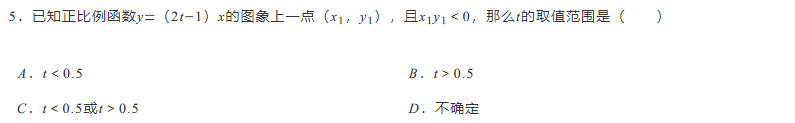 5．已知正比例函数y=（2t−1）x的图象上一点（x₁，y₁），且x₁y₁<0，那么t的取值范围是（　　）
A．t<0.5　　B．t>0.5
C．t<0.5或t>0.5　　D．不确定